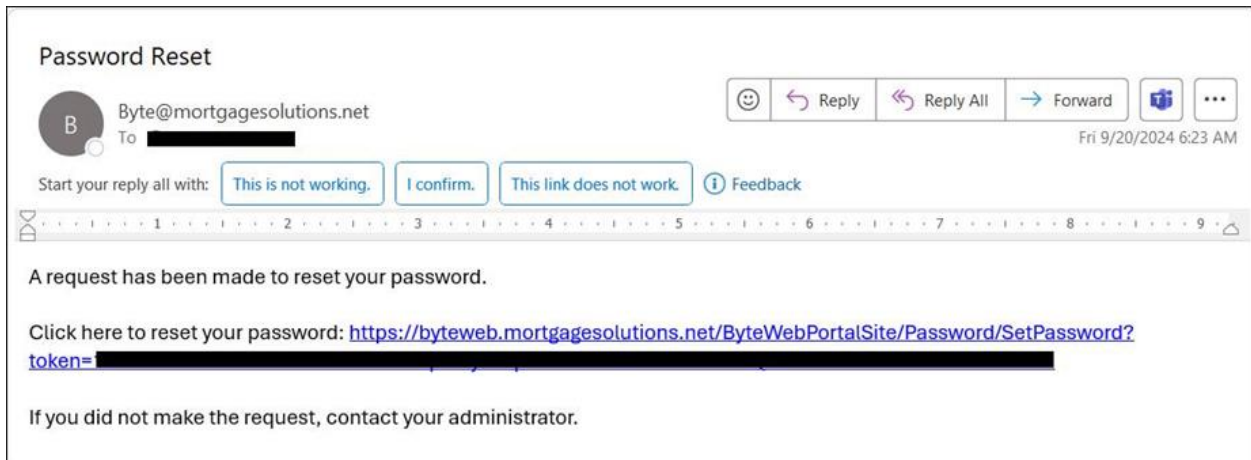 Password Reset
B
Byte@mortgagesolutions.net
To
Reply
Reply All
Forward
Fri 9/20/2024 6:23 AM
Start your reply all with: This is not working. I confirm. This link does not work. Feedback
1 2 3 4 5 6 7 8 9
A request has been made to reset your password.
Click here to reset your password: https://byteweb.mortgagesolutions.net/ByteWebPortalSite/Password/SetPassword?
token=
If you did not make the request, contact your administrator.